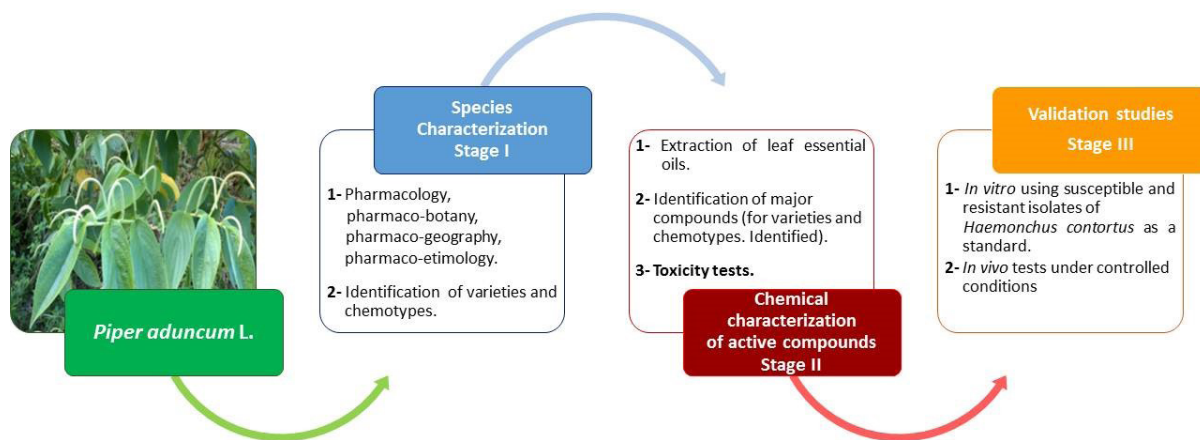 Piper aduncum L.
Species
Characterization
Stage I
1- Pharmacology,
pharmaco-botany,
pharmaco-geography,
pharmaco-etimology.
2- Identification of varieties and
chemotypes.
1- Extraction of leaf essential
oils.
2- Identification of major
compounds (for varieties and
chemotypes. Identified).
3- Toxicity tests.
Chemical
characterization
of active compounds
Stage II
Validation studies
Stage III
1- In vitro using susceptible and
resistant isolates of
Haemonchus contortus as a
standard.
2- In vivo tests under controlled
conditions